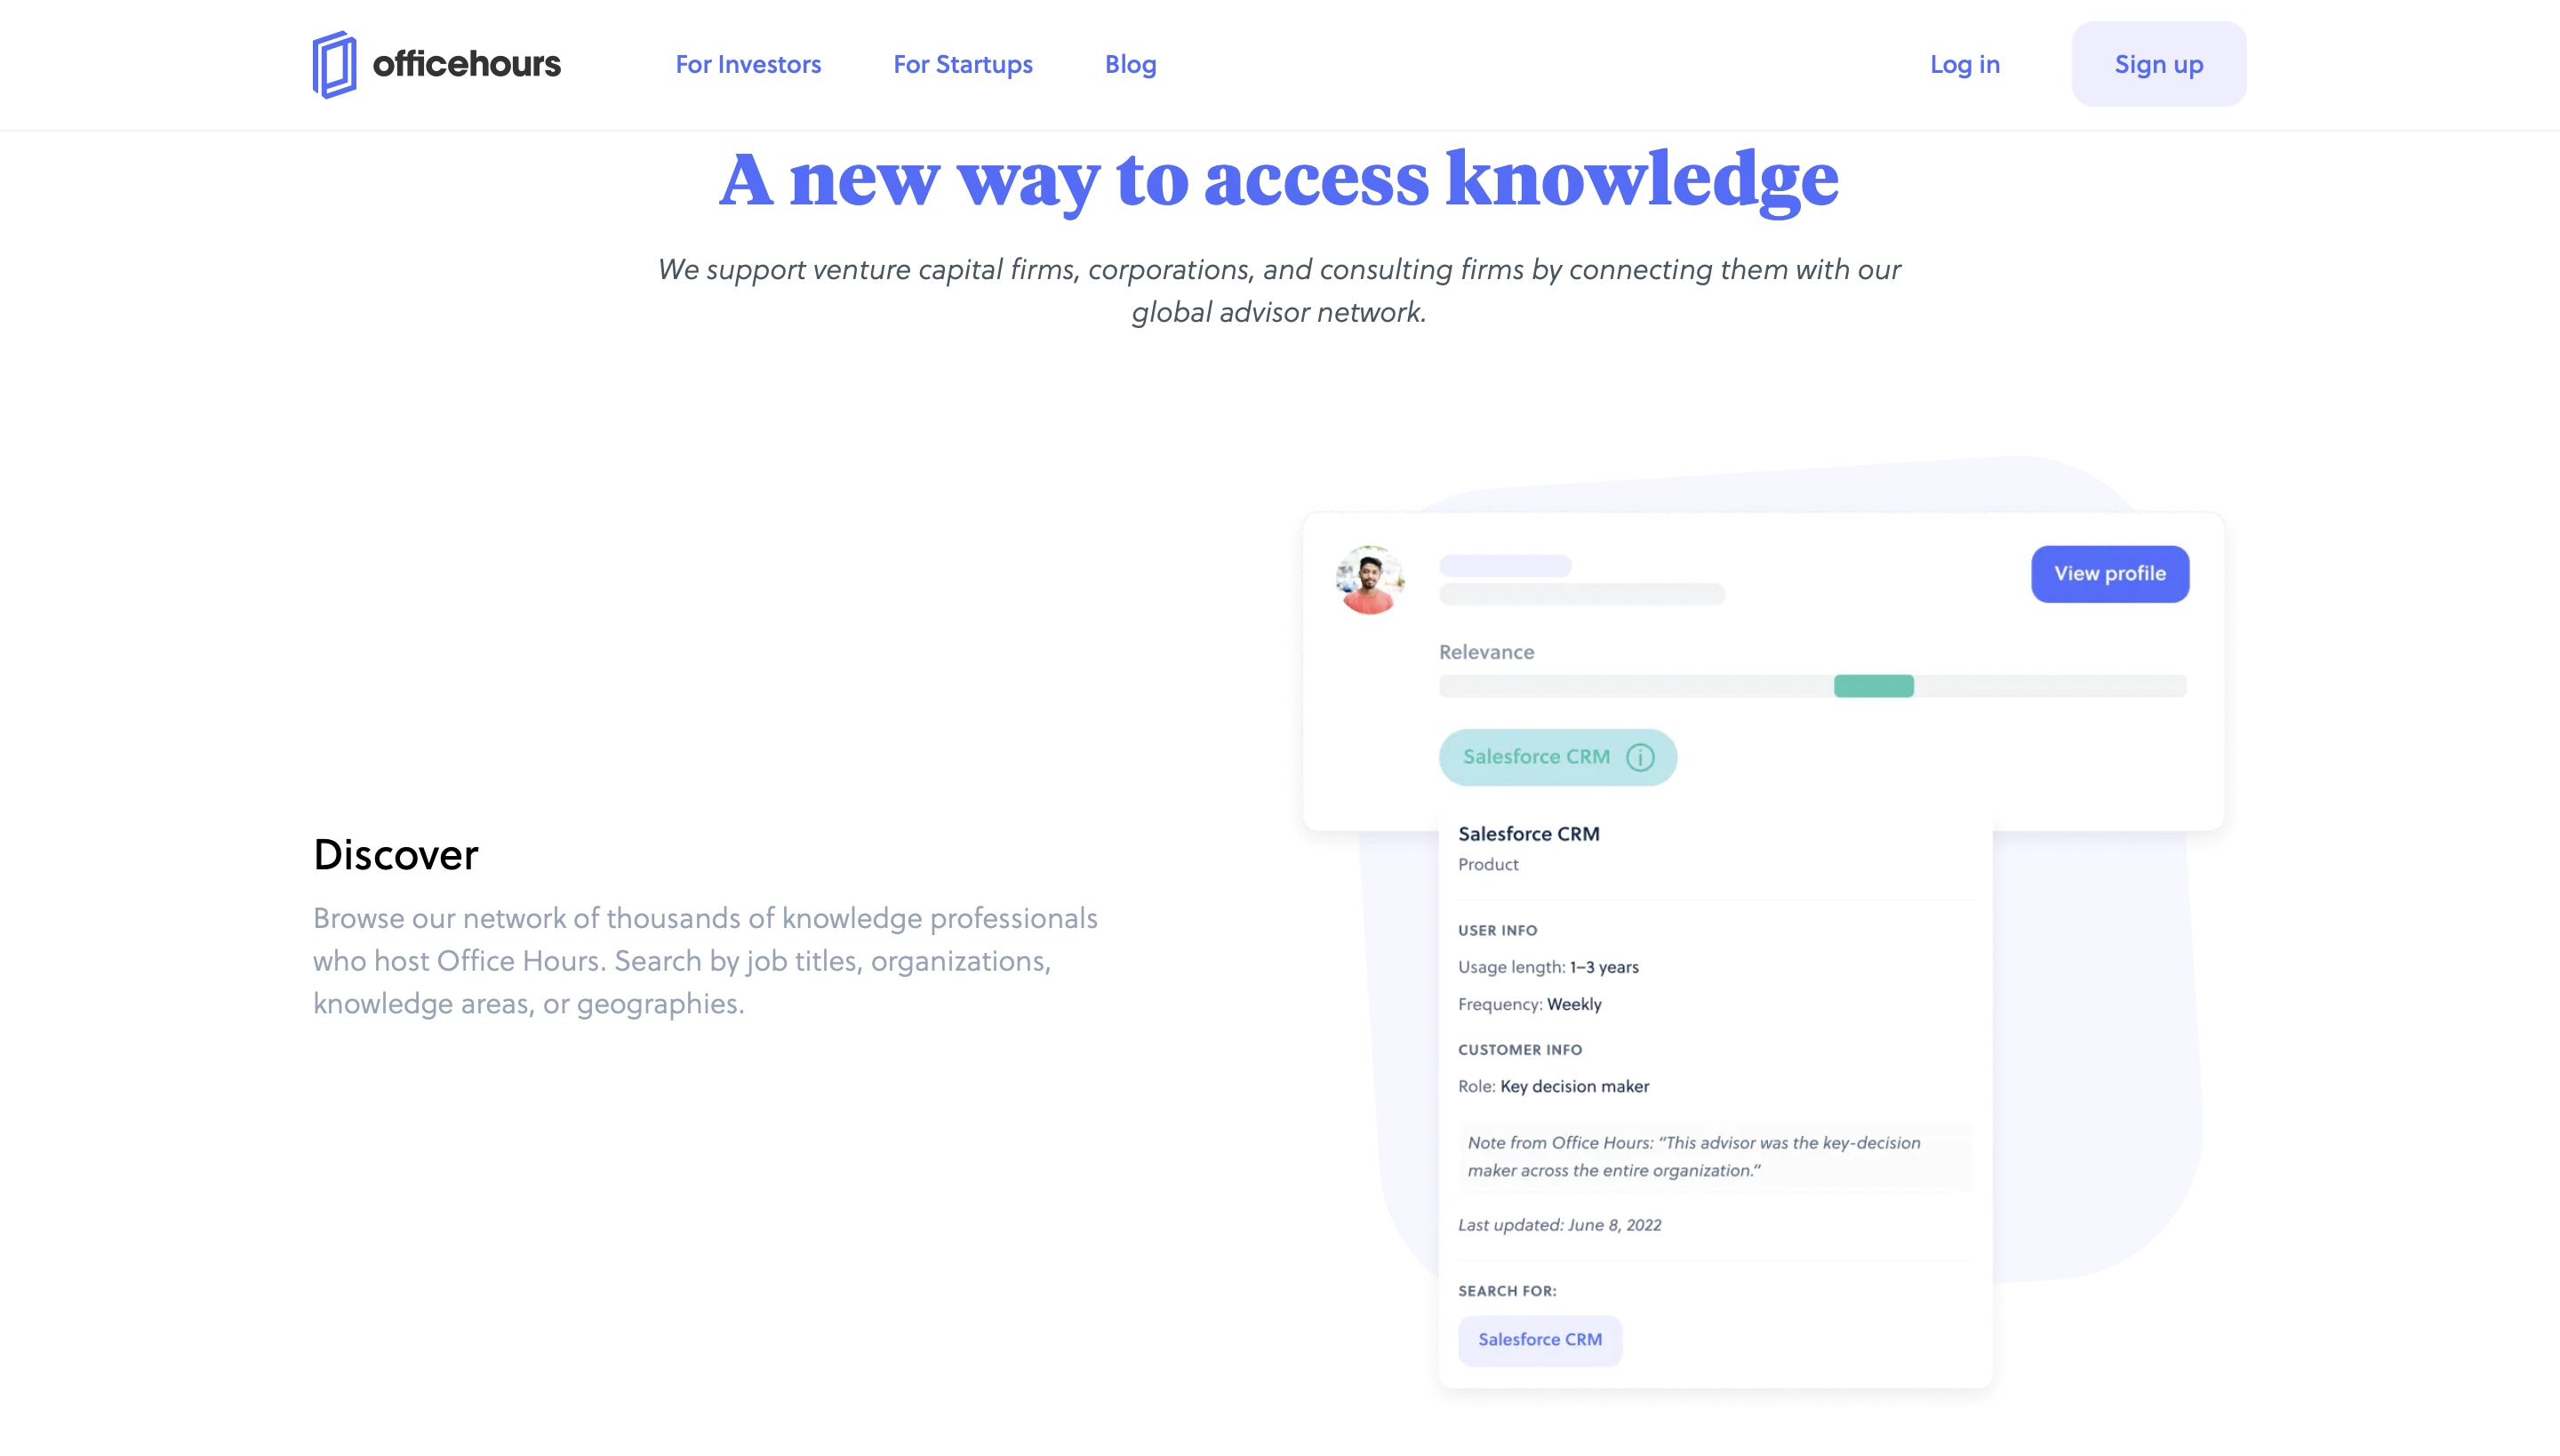 officehours
For Investors
For Startups
Blog
Log in
Sign up
A new way to access knowledge
We support venture capital firms, corporations, and consulting firms by connecting them with our
global advisor network.
Discover
Browse our network of thousands of knowledge professionals
who host Office Hours. Search by job titles, organizations,
knowledge areas, or geographies.
View profile
Relevance
Salesforce CRM
Salesforce CRM
Product
USER INFO
Usage length: 1–3 years
Frequency: Weekly
CUSTOMER INFO
Role: Key decision maker
Note from Office Hours: “This advisor was the key-decision
maker across the entire organization.”
Last updated: June 8, 2022
SEARCH FOR:
Salesforce CRM